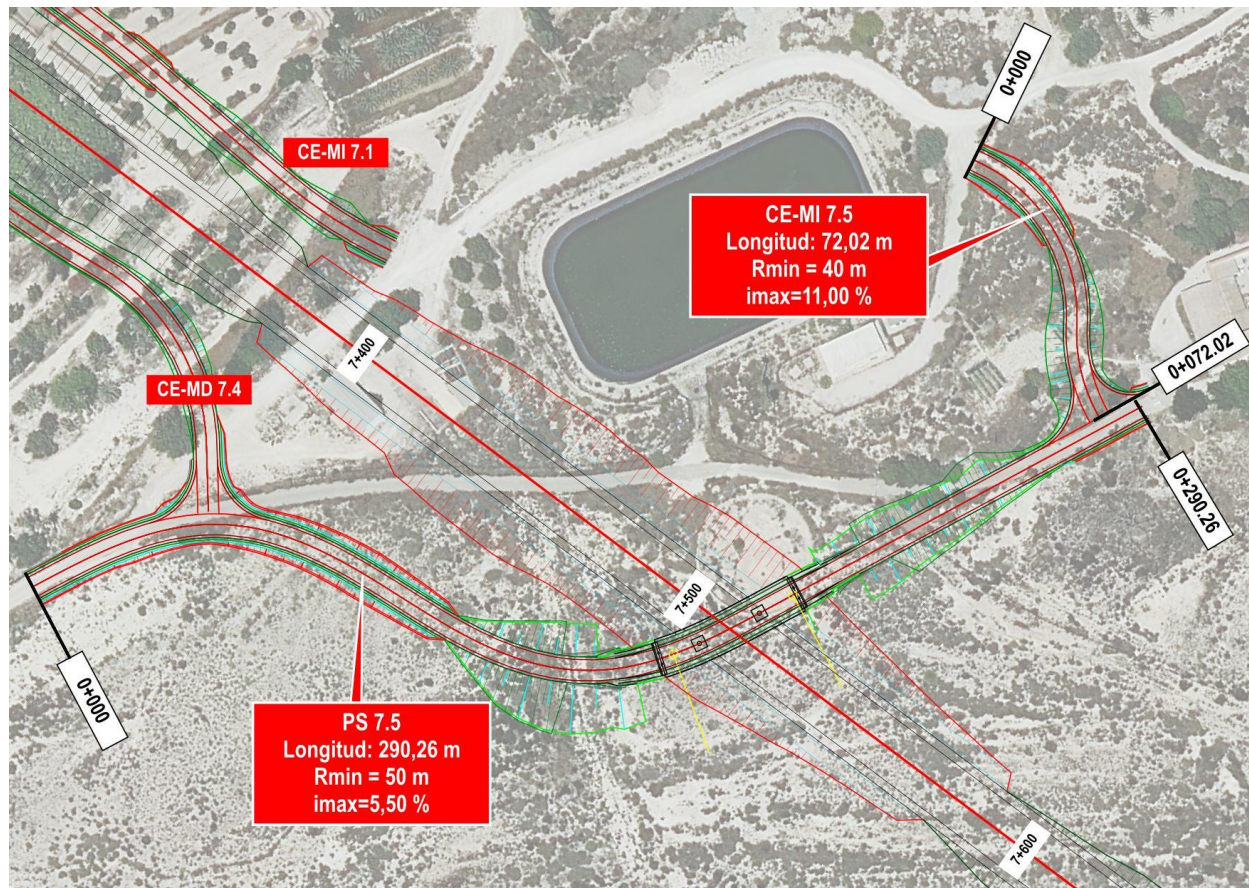 0+000
CE-MI 7.1
CE-MI 7.5
Longitud: 72,02 m
Rmin = 40 m
imax=11,00 %
7+400
0+072.02
CE-MD 7.4
0+290.26
7+500
0+000
PS 7.5
Longitud: 290,26 m
Rmin = 50 m
imax=5,50 %
7+600